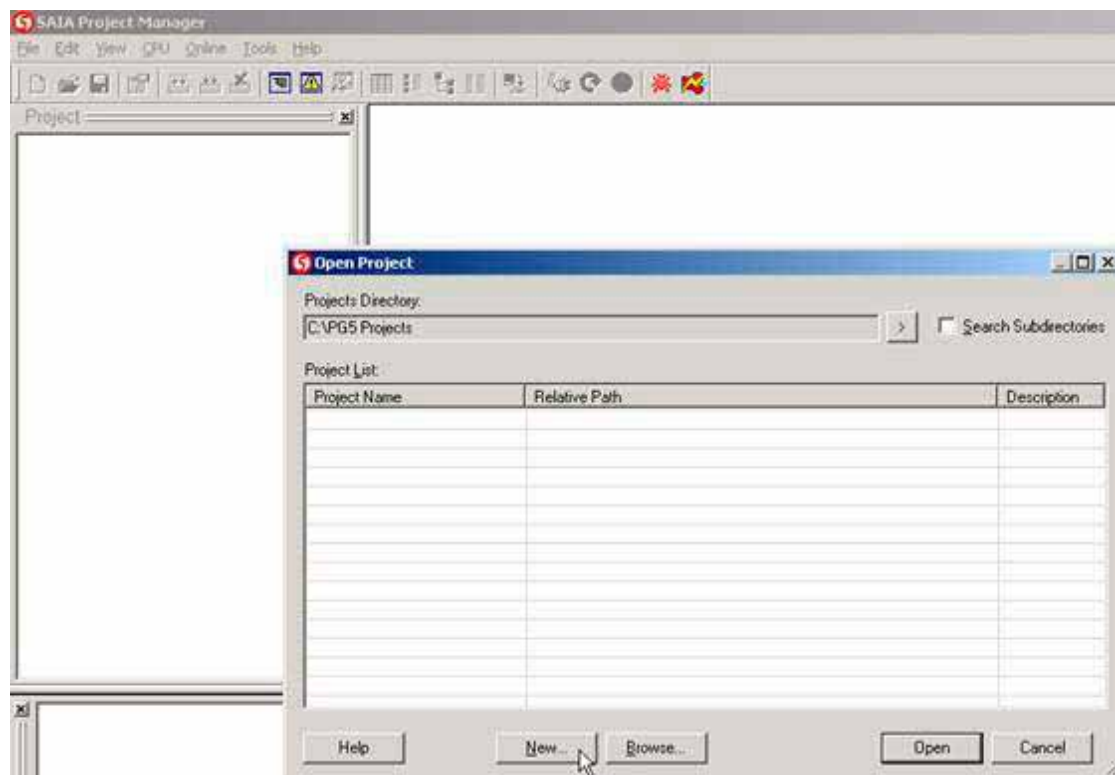 SAIA Project Manager
File Edit View CPU Online Tools Help
Project
Open Project
Projects Directory:
C:\PG5 Projects
> Search Subdirectories
Project List:
Project Name Relative Path Description
Help New... Browse... Open Cancel